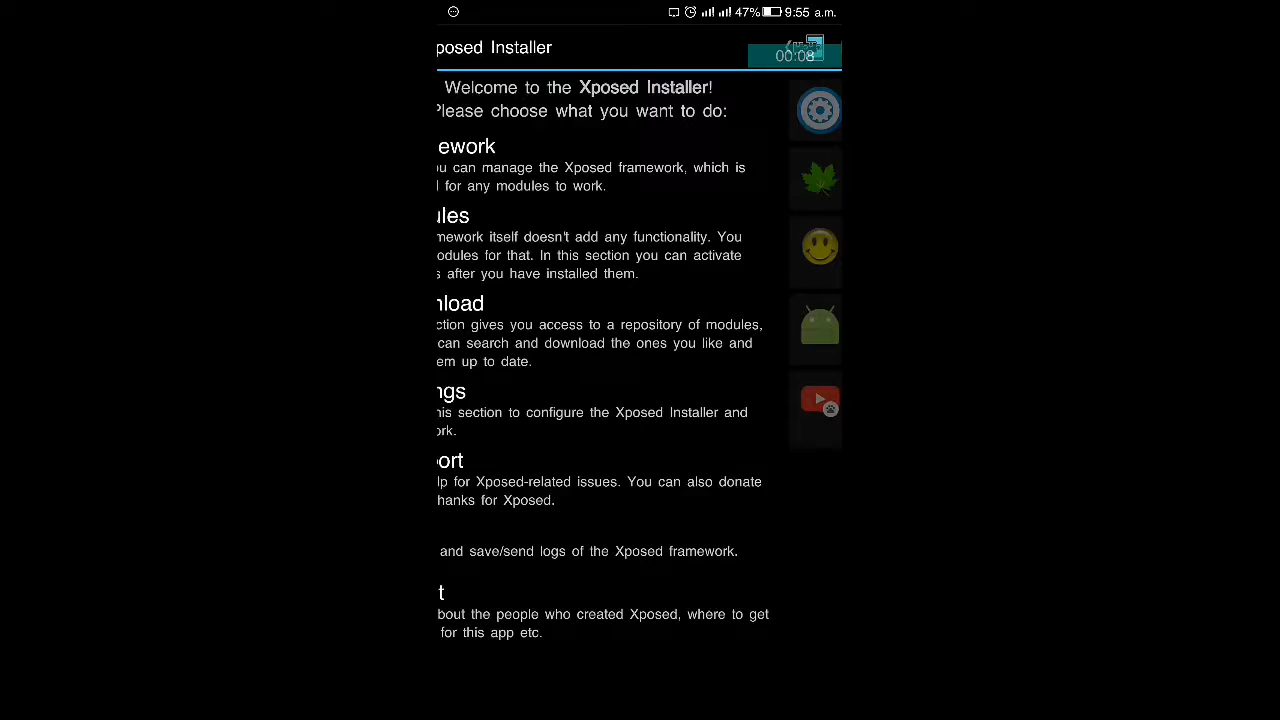 47% 9:55 a.m.
posed Installer
00:08
Welcome to the Xposed Installer!
Please choose what you want to do:
ework
ou can manage the Xposed framework, which is
for any modules to work.
ules
mework itself doesn't add any functionality. You
odules for that. In this section you can activate
s after you have installed them.
nload
ction gives you access to a repository of modules,
can search and download the ones you like and
em up to date.
ngs
his section to configure the Xposed Installer and
ork.
port
lp for Xposed-related issues. You can also donate
hanks for Xposed.
and save/send logs of the Xposed framework.
t
bout the people who created Xposed, where to get
for this app etc.